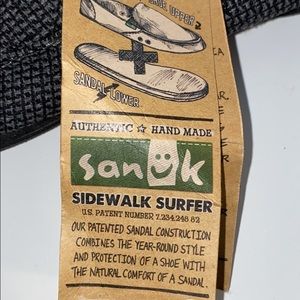 SHOE UPPER
SANDAL LOWER
AUTHENTIC ☆ HAND MADE
sanuk
SIDEWALK SURFER
U.S. PATENT NUMBER 7,234,248 B2
OUR PATENTED SANDAL CONSTRUCTION
COMBINES THE YEAR-ROUND STYLE
AND PROTECTION OF A SHOE WITH
THE NATURAL COMFORT OF A SANDAL.